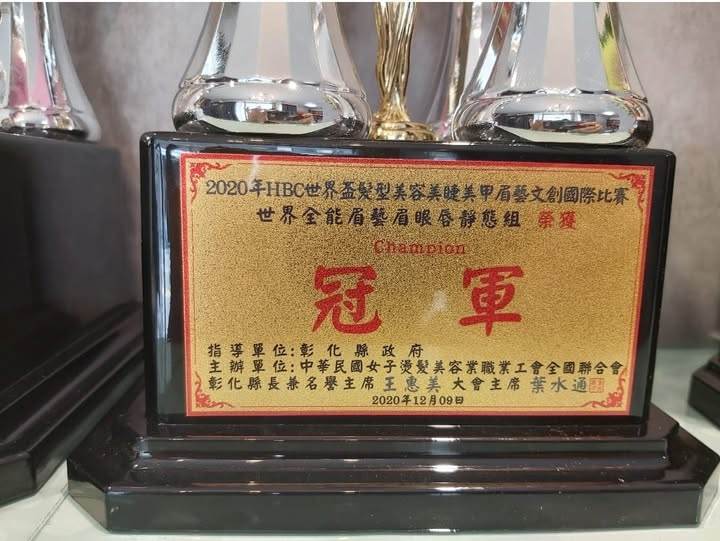 2020年HBC世界盃髮型美容美睫美甲眉藝文創國際比賽
世界全能眉藝眉眼唇靜態組 榮獲
Champion
冠軍
指導單位:彰化縣政府
主辦單位:中華民國女子燙髮美容業職業工會全國聯合會
彰化縣長兼名譽主席 王惠美 大會主席 葉水通
2020年12月09日